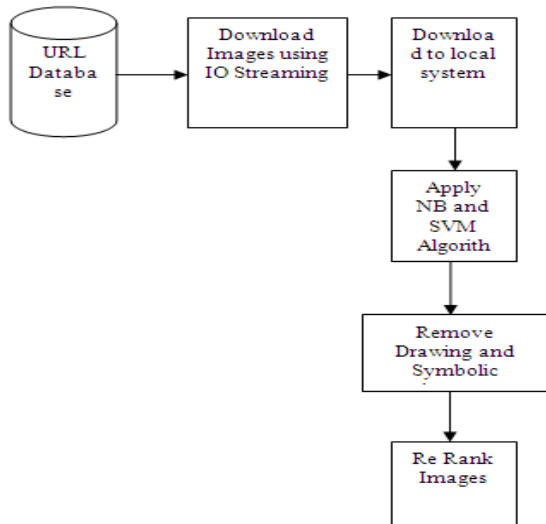 URL
Databa
se
Download
Images using
IO Streaming
Downloa
d to local
system
Apply
NB and
SVM
Algorith
Remove
Drawing and
Symbolic
Re Rank
Images